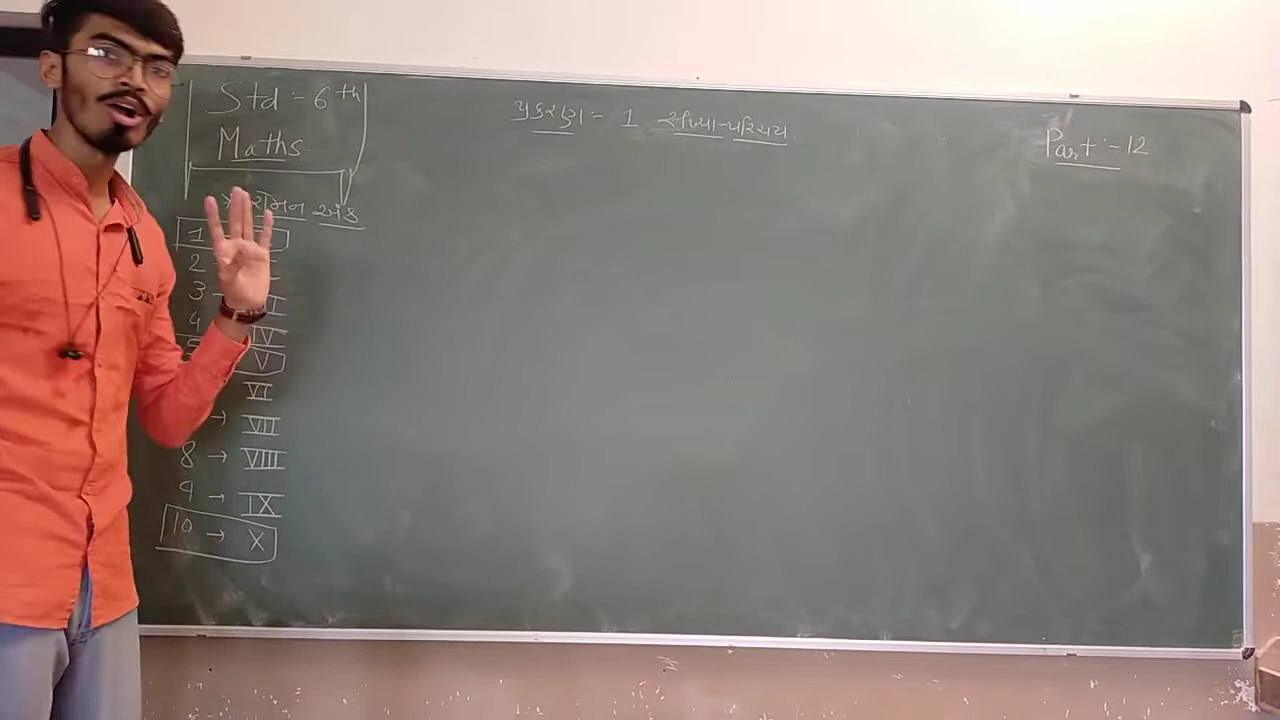 Std :- 6th
Maths
પ્રકરણ - 1 સંખ્યા-પરિચય.
Part :- 12
* રોમન અંક
1
2
3
4 IV
5 V
VI
→ VII
8 → VIII
9 → IX
10 → X